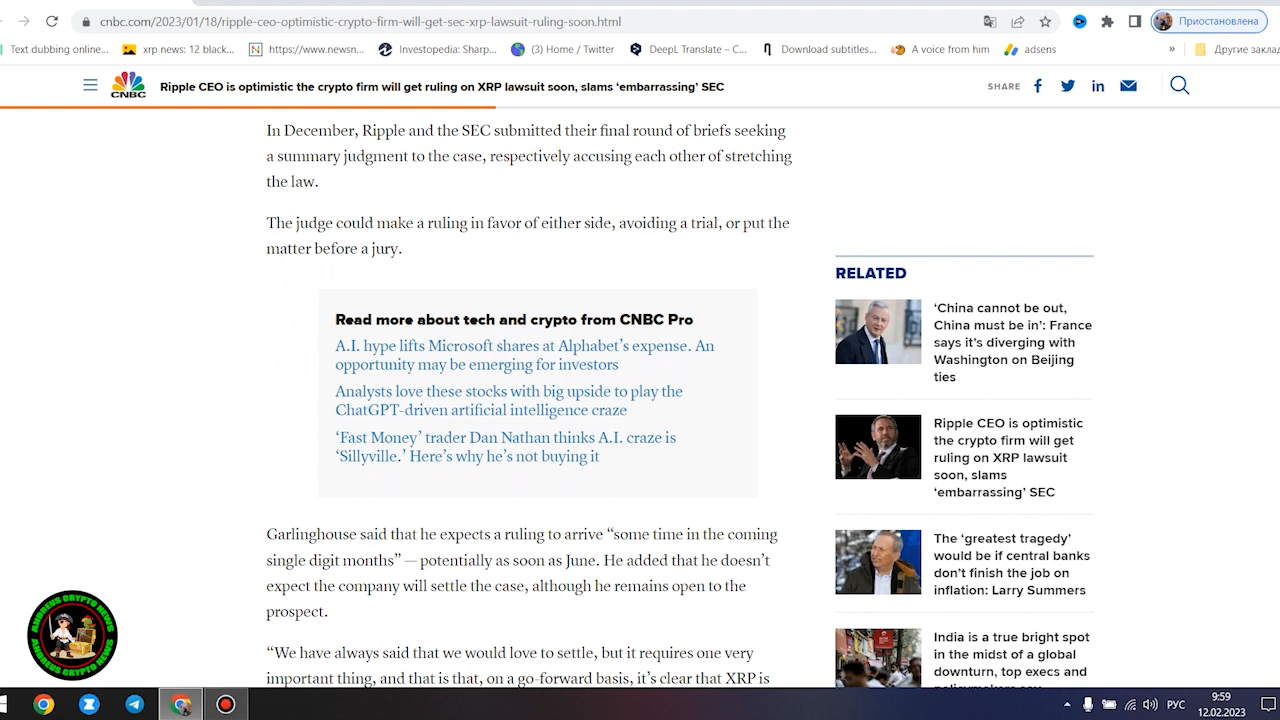 cnbc.com/2023/01/18/ripple-ceo-optimistic-crypto-firm-will-get-sec-xrp-lawsuit-ruling-soon.html
Приостановлена
Text dubbing online...
xrp news: 12 black...
https://www.newsn...
Investopedia: Sharp...
(3) Home / Twitter
DeepL Translate – C...
Download subtitles...
A voice from him
adsens
»
Другие закла
CNBC
Ripple CEO is optimistic the crypto firm will get ruling on XRP lawsuit soon, slams ‘embarrassing’ SEC
SHARE
In December, Ripple and the SEC submitted their final round of briefs seeking
a summary judgment to the case, respectively accusing each other of stretching
the law.
The judge could make a ruling in favor of either side, avoiding a trial, or put the
matter before a jury.
Read more about tech and crypto from CNBC Pro
A.I. hype lifts Microsoft shares at Alphabet’s expense. An
opportunity may be emerging for investors
Analysts love these stocks with big upside to play the
ChatGPT-driven artificial intelligence craze
‘Fast Money’ trader Dan Nathan thinks A.I. craze is
‘Sillyville.’ Here’s why he’s not buying it
Garlinghouse said that he expects a ruling to arrive “some time in the coming
single digit months” — potentially as soon as June. He added that he doesn’t
expect the company will settle the case, although he remains open to the
prospect.
“We have always said that we would love to settle, but it requires one very
important thing, and that is that, on a go-forward basis, it’s clear that XRP is
RELATED
‘China cannot be out,
China must be in’: France
says it’s diverging with
Washington on Beijing
ties
Ripple CEO is optimistic
the crypto firm will get
ruling on XRP lawsuit
soon, slams
‘embarrassing’ SEC
The ‘greatest tragedy’
would be if central banks
don’t finish the job on
inflation: Larry Summers
India is a true bright spot
in the midst of a global
downturn, top execs and
policymakers say
ANDREUS CRYPTO NEWS
ANDREUS CRYPTO NEWS
РУС
9:59
12.02.2023